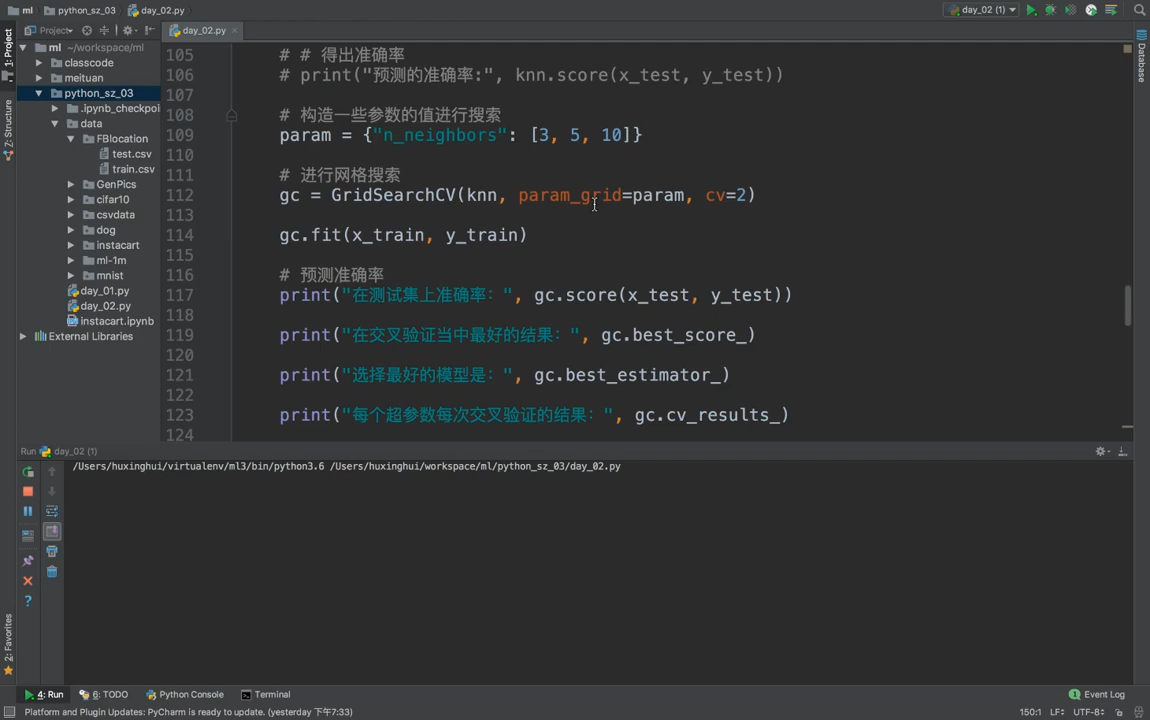 ml python_sz_03 day_02.py
day_02 (1)
Project
day_02.py
ml ~/workspace/ml
classcode
meituan
python_sz_03
.ipynb_checkpoi
data
FBlocation
test.csv
train.csv
GenPics
cifar10
csvdata
dog
instacart
ml-1m
mnist
day_01.py
day_02.py
instacart.ipynb
External Libraries
1: Project
7: Structure
2: Favorites
Database
105 # # 得出准确率
106 # print("预测的准确率:", knn.score(x_test, y_test))
107
108 # 构造一些参数的值进行搜索
109 param = {"n_neighbors": [3, 5, 10]}
110
111 # 进行网格搜索
112 gc = GridSearchCV(knn, param_grid=param, cv=2)
113
114 gc.fit(x_train, y_train)
115
116 # 预测准确率
117 print("在测试集上准确率：", gc.score(x_test, y_test))
118
119 print("在交叉验证当中最好的结果：", gc.best_score_)
120
121 print("选择最好的模型是：", gc.best_estimator_)
122
123 print("每个超参数每次交叉验证的结果：", gc.cv_results_)
124
Run day_02 (1)
/Users/huxinghui/virtualenv/ml3/bin/python3.6 /Users/huxinghui/workspace/ml/python_sz_03/day_02.py
4: Run 6: TODO Python Console Terminal 1 Event Log
Platform and Plugin Updates: PyCharm is ready to update. (yesterday 下午7:33) 150:1 LF UTF-8